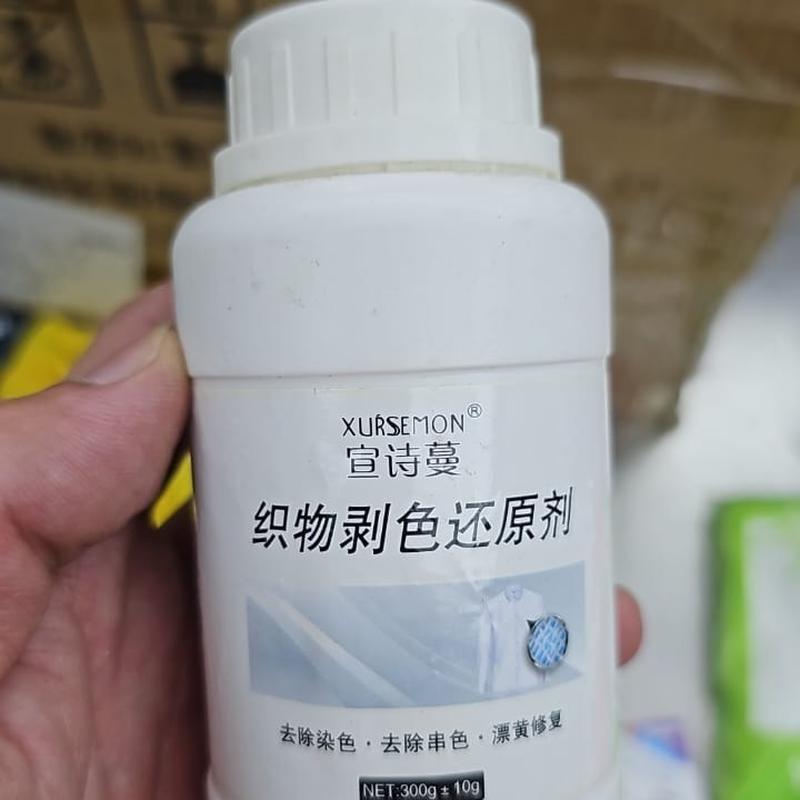 XURSEMON®
宣诗蔓
织物剥色还原剂
去除染色·去除串色·漂黄修复
NET:300g±10g